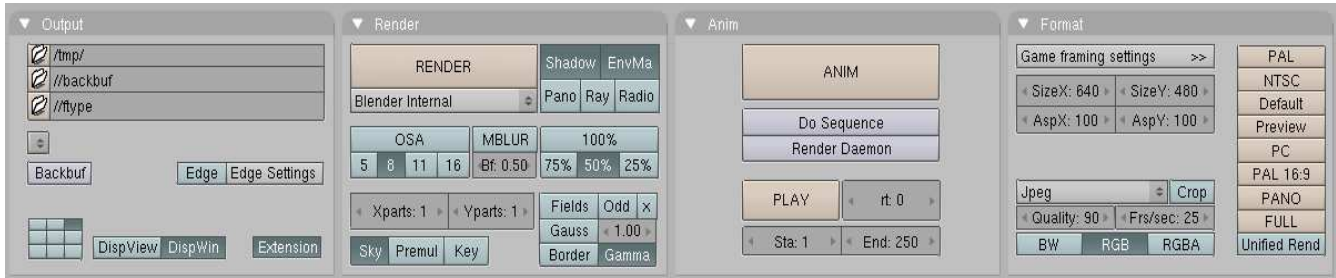 Output
/tmp/
//backbuf
//ftype
Backbuf
Edge
Edge Settings
DispView
DispWin
Extension
Render
RENDER
Blender Internal
Shadow
EnvMa
Pano
Ray
Radio
OSA
MBLUR
100%
5
8
11
16
Bf: 0.50
75%
50%
25%
Xparts: 1
Yparts: 1
Fields
Odd
x
Gauss
1.00
Sky
Premul
Key
Border
Gamma
Anim
ANIM
Do Sequence
Render Daemon
PLAY
rt: 0
Sta: 1
End: 250
Format
Game framing settings >>
SizeX: 640
SizeY: 480
AspX: 100
AspY: 100
Jpeg
Crop
Quality: 90
Frs/sec: 25
BW
RGB
RGBA
PAL
NTSC
Default
Preview
PC
PAL 16:9
PANO
FULL
Unified Rend